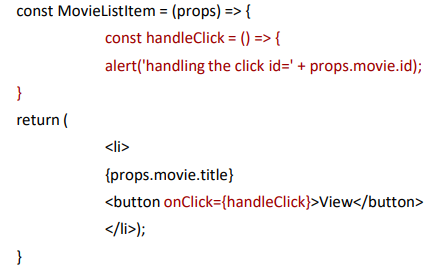 const MovieListItem = (props) => {
const handleClick = () => {
alert('handling the click id=' + props.movie.id);
}
return (
<li>
{props.movie.title}
<button onClick={handleClick}>View</button>
</li>);
}